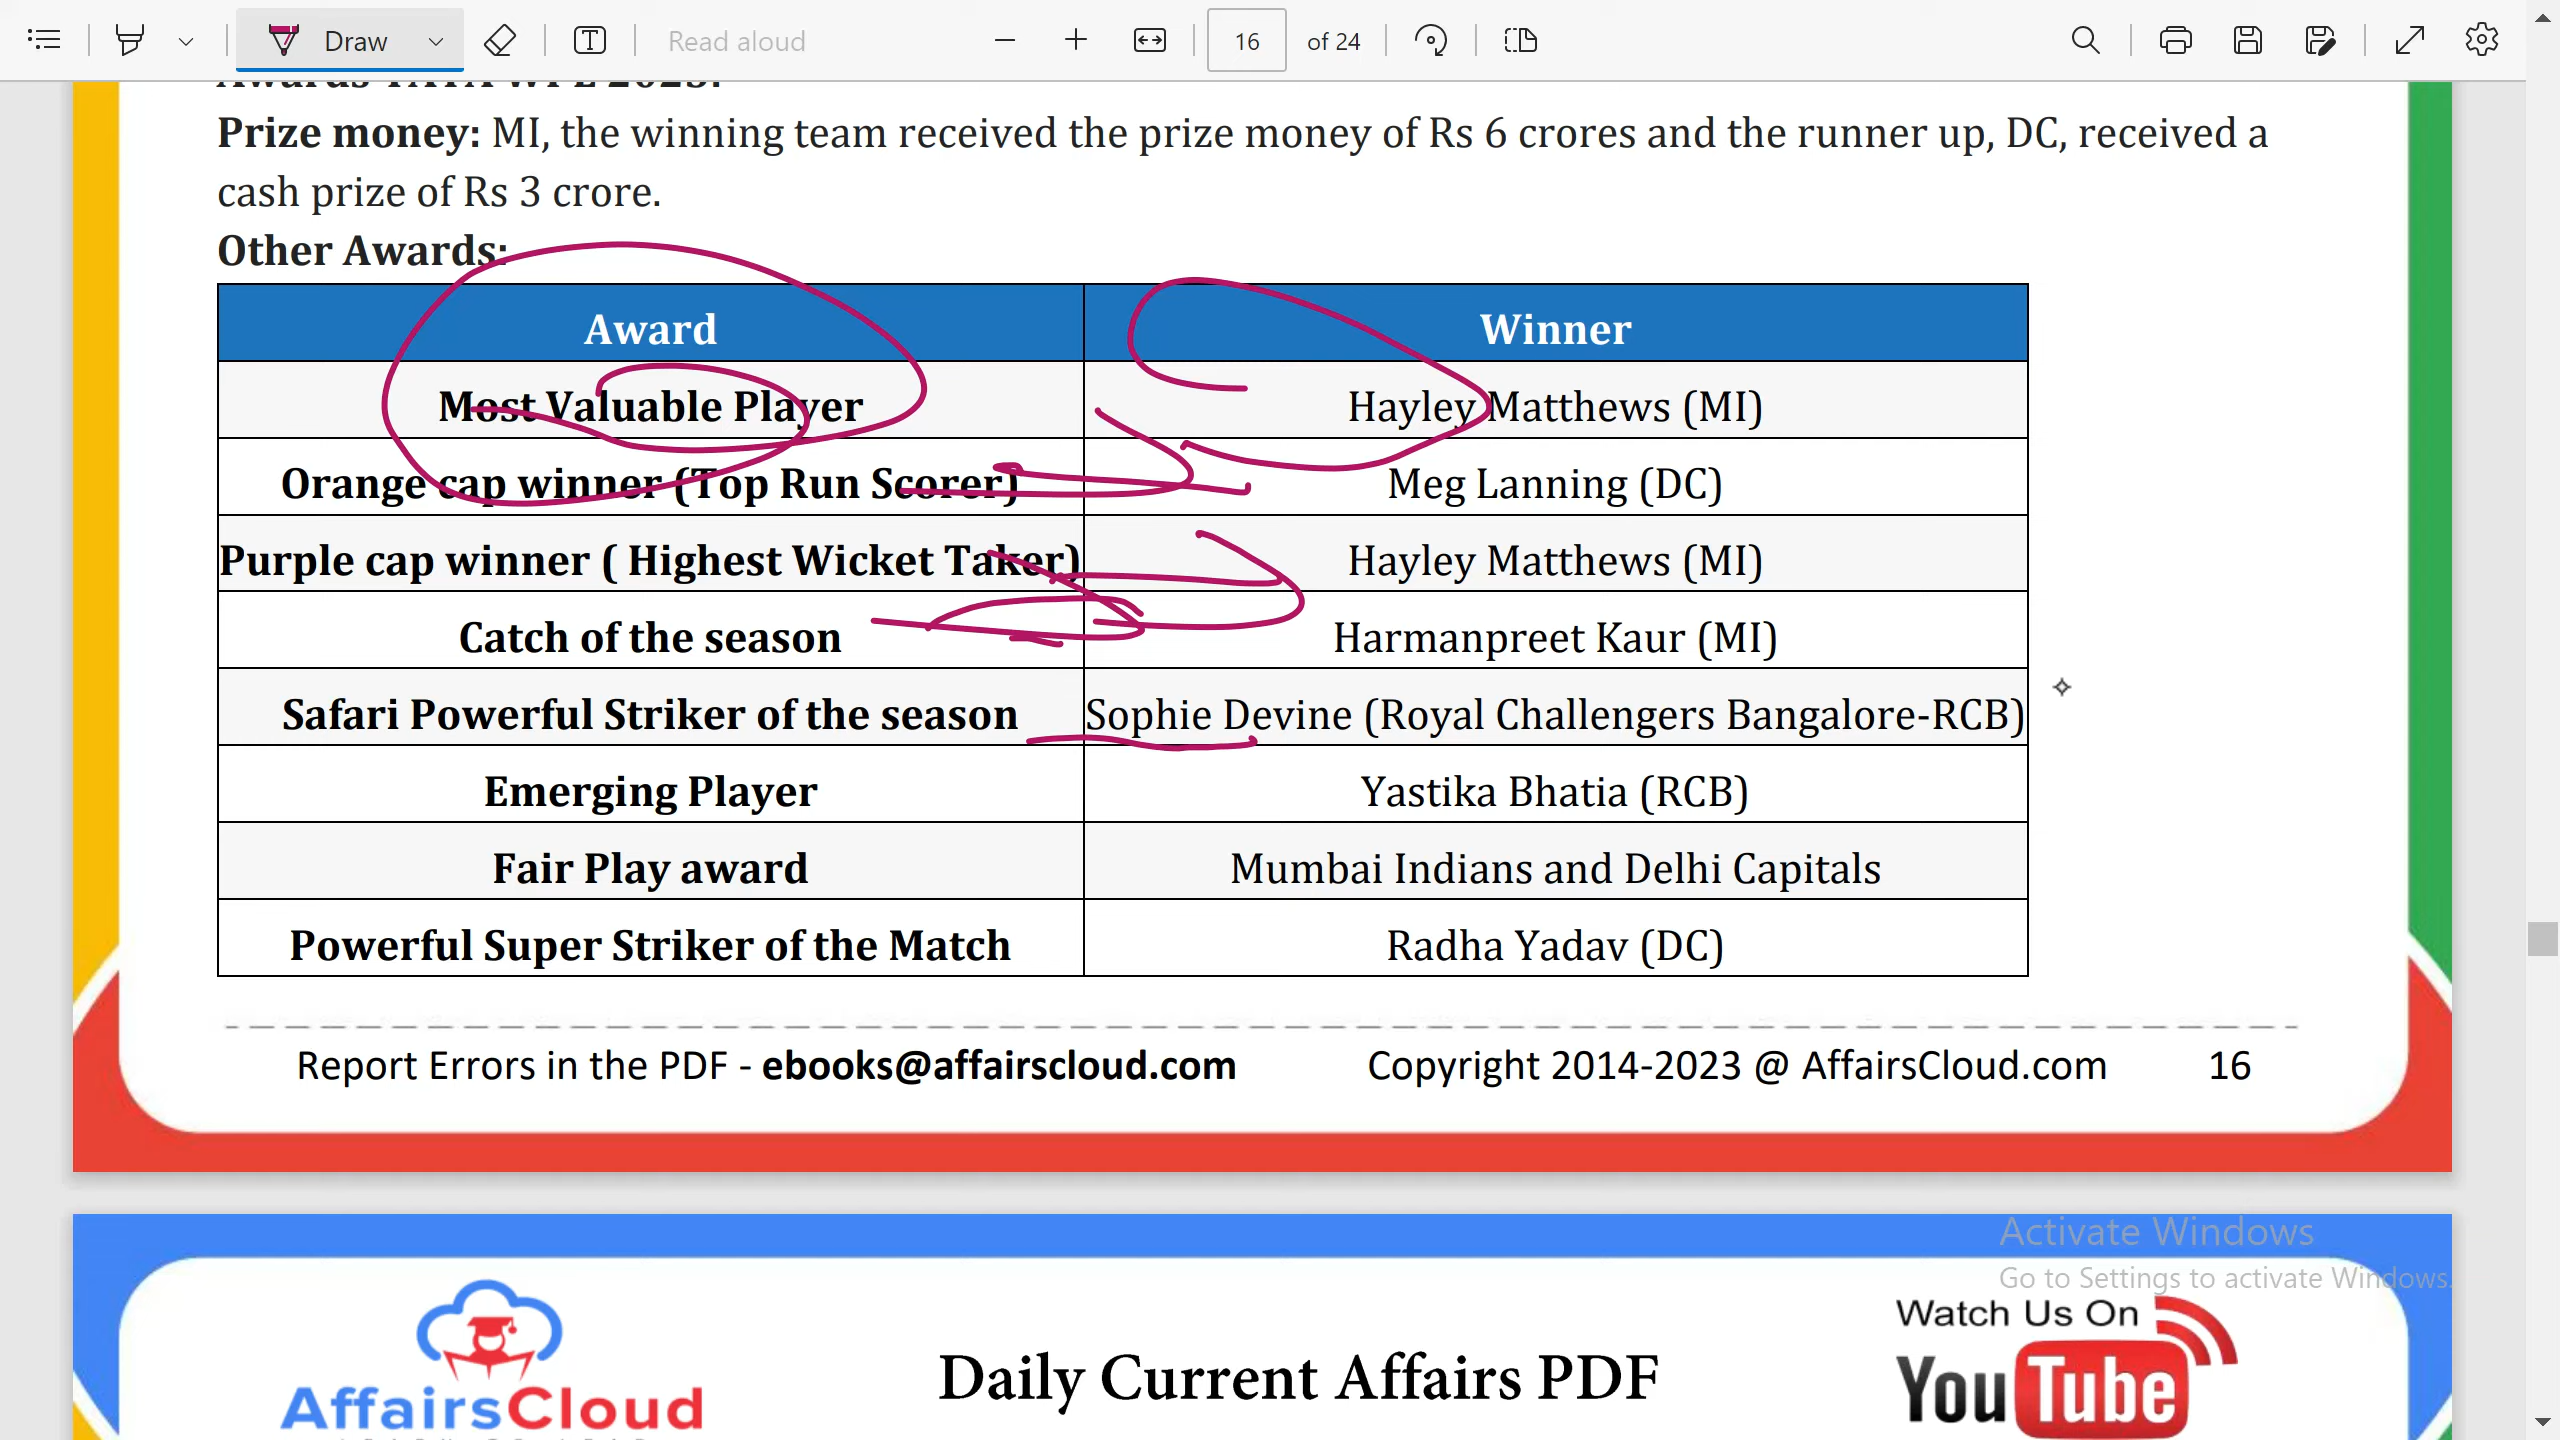 Draw
Read aloud
16 of 24
Prize money: MI, the winning team received the prize money of Rs 6 crores and the runner up, DC, received a
cash prize of Rs 3 crore.
Other Awards:
Award Winner
Most Valuable Player Hayley Matthews (MI)
Orange cap winner (Top Run Scorer) Meg Lanning (DC)
Purple cap winner ( Highest Wicket Taker) Hayley Matthews (MI)
Catch of the season Harmanpreet Kaur (MI)
Safari Powerful Striker of the season Sophie Devine (Royal Challengers Bangalore-RCB)
Emerging Player Yastika Bhatia (RCB)
Fair Play award Mumbai Indians and Delhi Capitals
Powerful Super Striker of the Match Radha Yadav (DC)
Report Errors in the PDF - ebooks@affairscloud.com Copyright 2014-2023 @ AffairsCloud.com 16
Activate Windows
Go to Settings to activate Windows.
Watch Us On
Daily Current Affairs PDF
YouTube
AffairsCloud